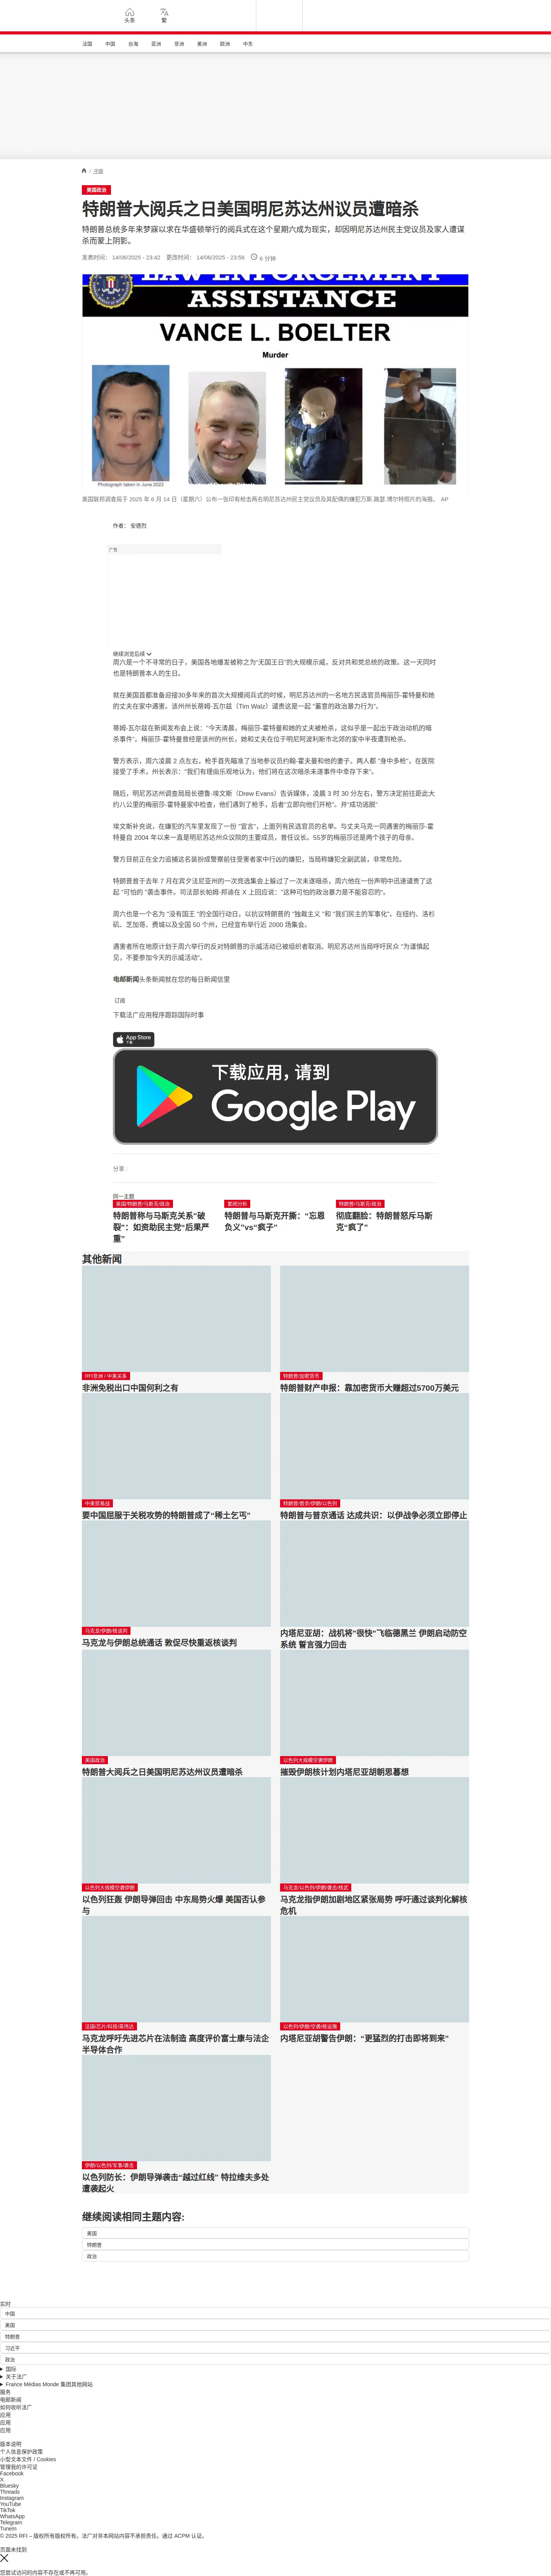 头条
繁
法国
中国
台海
亚洲
非洲
美洲
欧洲
中东
/ 中国
美国政治
特朗普大阅兵之日美国明尼苏达州议员遭暗杀
特朗普总统多年来梦寐以求在华盛顿举行的阅兵式在这个星期六成为现实，却因明尼苏达州民主党议员及家人遭谋
杀而蒙上阴影。
发表时间： 14/06/2025 - 23:42 更改时间： 14/06/2025 - 23:56 6 分钟
LAW ENFORCEMENT
ASSISTANCE
VANCE L. BOELTER
Murder
Photograph taken in June 2022
美国联邦调查局于 2025 年 6 月 14 日（星期六）公布一张印有枪击两名明尼苏达州民主党议员及其配偶的嫌犯万斯.路瑟.博尔特照片的海报。 AP
作者： 安德烈
广告
继续浏览后续
周六是一个不寻常的日子，美国各地爆发被称之为"无国王日"的大规模示威，反对共和党总统的政策。这一天同时
也是特朗普本人的生日。
就在美国首都准备迎接30多年来的首次大规模阅兵式的时候，明尼苏达州的一名地方民选官员梅丽莎-霍特曼和她
的丈夫在家中遇害。该州州长蒂姆-瓦尔兹（Tim Walz）谴责这是一起 "蓄意的政治暴力行为"。
蒂姆-瓦尔兹在新闻发布会上说："今天清晨，梅丽莎-霍特曼和她的丈夫被枪杀，这似乎是一起出于政治动机的暗
杀事件"。梅丽莎-霍特曼曾经是该州的州长，她和丈夫在位于明尼阿波利斯市北郊的家中半夜遭到枪杀。
警方表示，周六凌晨 2 点左右，枪手首先瞄准了当地参议员约翰-霍夫曼和他的妻子。两人都 "身中多枪"，在医院
接受了手术，州长表示："我们有理由乐观地认为，他们将在这次暗杀未遂事件中幸存下来"。
随后，明尼苏达州调查局局长德鲁-埃文斯（Drew Evans）告诉媒体，凌晨 3 时 30 分左右，警方决定前往距此大
约八公里的梅丽莎-霍特曼家中检查，他们遇到了枪手，后者"立即向他们开枪"。并"成功逃脱"
埃文斯补充说，在嫌犯的汽车里发现了一份 "宣言"，上面列有民选官员的名单。与丈夫马克一同遇害的梅丽莎-霍
特曼自 2004 年以来一直是明尼苏达州众议院的主要成员，曾任议长。55岁的梅丽莎还是两个孩子的母亲。
警方目前正在全力追捕这名装扮成警察前往受害者家中行凶的嫌犯，当局称嫌犯全副武装，非常危险。
特朗普曾于去年 7 月在宾夕法尼亚州的一次竞选集会上躲过了一次未遂暗杀，周六他在一份声明中迅速谴责了这
起 "可怕的 "袭击事件。司法部长帕姆-邦迪在 X 上回应说："这种可怕的政治暴力是不能容忍的"。
周六也是一个名为 "没有国王 "的全国行动日，以抗议特朗普的 "独裁主义 "和 "我们民主的军事化"。在纽约、洛杉
矶、芝加哥、费城以及全国 50 个州，已经宣布举行近 2000 场集会。
遇害者所在地原计划于周六举行的反对特朗普的示威活动已被组织者取消。明尼苏达州当局呼吁民众 "为谨慎起
见，不要参加今天的示威活动"。
电邮新闻头条新闻就在您的每日新闻信里
订阅
下载法广应用程序跟踪国际时事
App Store
下载
下载应用，请到
Google Play
分享 :
同一主题
美国/特朗普/马斯克/政治
特朗普称与马斯克关系“破
裂”：如资助民主党“后果严
重”
要闻分析
特朗普与马斯克开撕：“忘恩
负义”vs“疯子”
特朗普/马斯克/政治
彻底翻脸：特朗普怒斥马斯
克“疯了”
其他新闻
RFI非洲 / 中美关系
非洲免税出口中国何利之有
特朗普/加密货币
特朗普财产申报：靠加密货币大赚超过5700万美元
中美贸易战
要中国屈服于关税攻势的特朗普成了“稀土乞丐”
特朗普/普京/伊朗/以色列
特朗普与普京通话 达成共识：以伊战争必须立即停止
马克龙/伊朗/核谈判
马克龙与伊朗总统通话 敦促尽快重返核谈判
内塔尼亚胡：战机将“很快”飞临德黑兰 伊朗启动防空
系统 誓言强力回击
美国政治
特朗普大阅兵之日美国明尼苏达州议员遭暗杀
以色列大规模空袭伊朗
摧毁伊朗核计划内塔尼亚胡朝思暮想
以色列大规模空袭伊朗
以色列狂轰 伊朗导弹回击 中东局势火爆 美国否认参
与
马克龙/以色列/伊朗/袭击/核武
马克龙指伊朗加剧地区紧张局势 呼吁通过谈判化解核
危机
法国/芯片/科技/英伟达
马克龙呼吁先进芯片在法制造 高度评价富士康与法企
半导体合作
以色列/伊朗/空袭/核设施
内塔尼亚胡警告伊朗：“更猛烈的打击即将到来”
伊朗/以色列/军事/袭击
以色列防长：伊朗导弹袭击“越过红线” 特拉维夫多处
遭袭起火
继续阅读相同主题内容:
美国
特朗普
政治
实时
中国
美国
特朗普
习近平
政治
国际
关于法广
France Médias Monde 集团其他网站
服务
电邮新闻
如何收听法广
应用
应用
应用
版本说明
个人信息保护政策
小型文本文件 / Cookies
管理我的许可证
Facebook
X
Bluesky
Threads
Instagram
YouTube
TikTok
WhatsApp
Telegram
TuneIn
© 2025 RFI – 版权所有版权所有。法广对非本网站内容不承担责任。通过 ACPM 认证。
页面未找到
您尝试访问的内容不存在或不再可用。